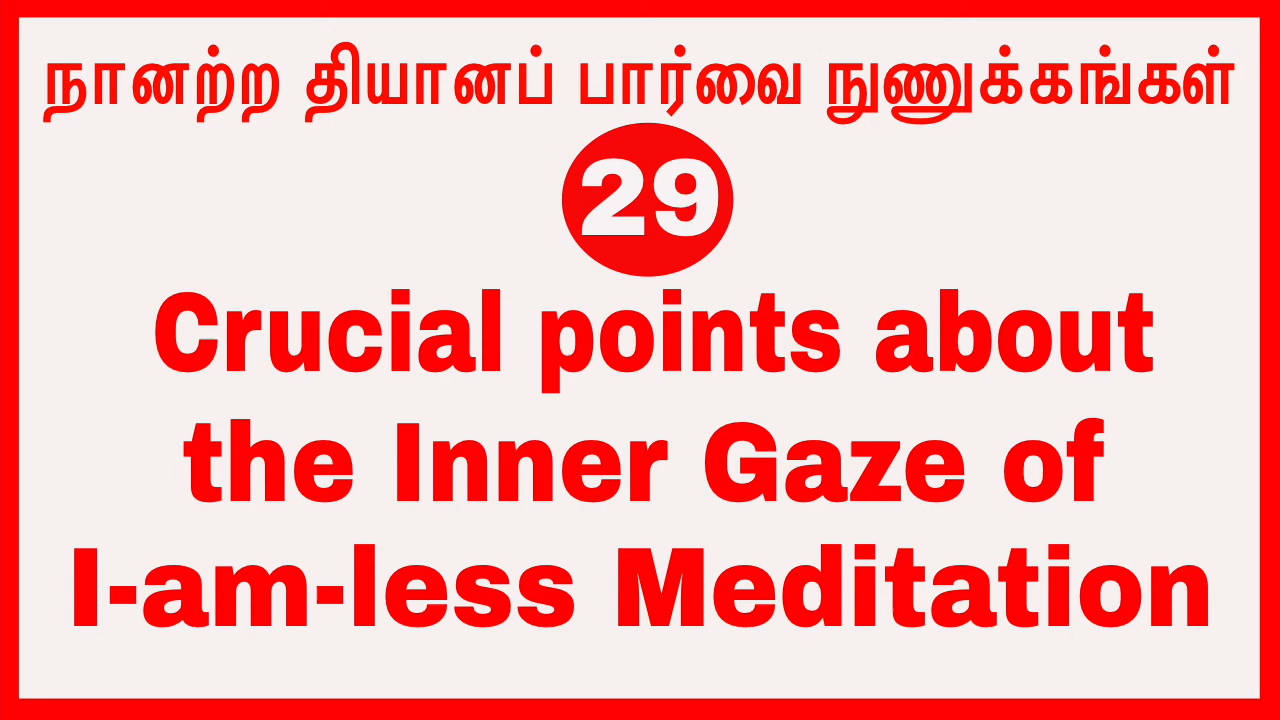 நானற்ற தியானப் பார்வை நுணுக்கங்கள்
29
Crucial points about
the Inner Gaze of
I-am-less Meditation